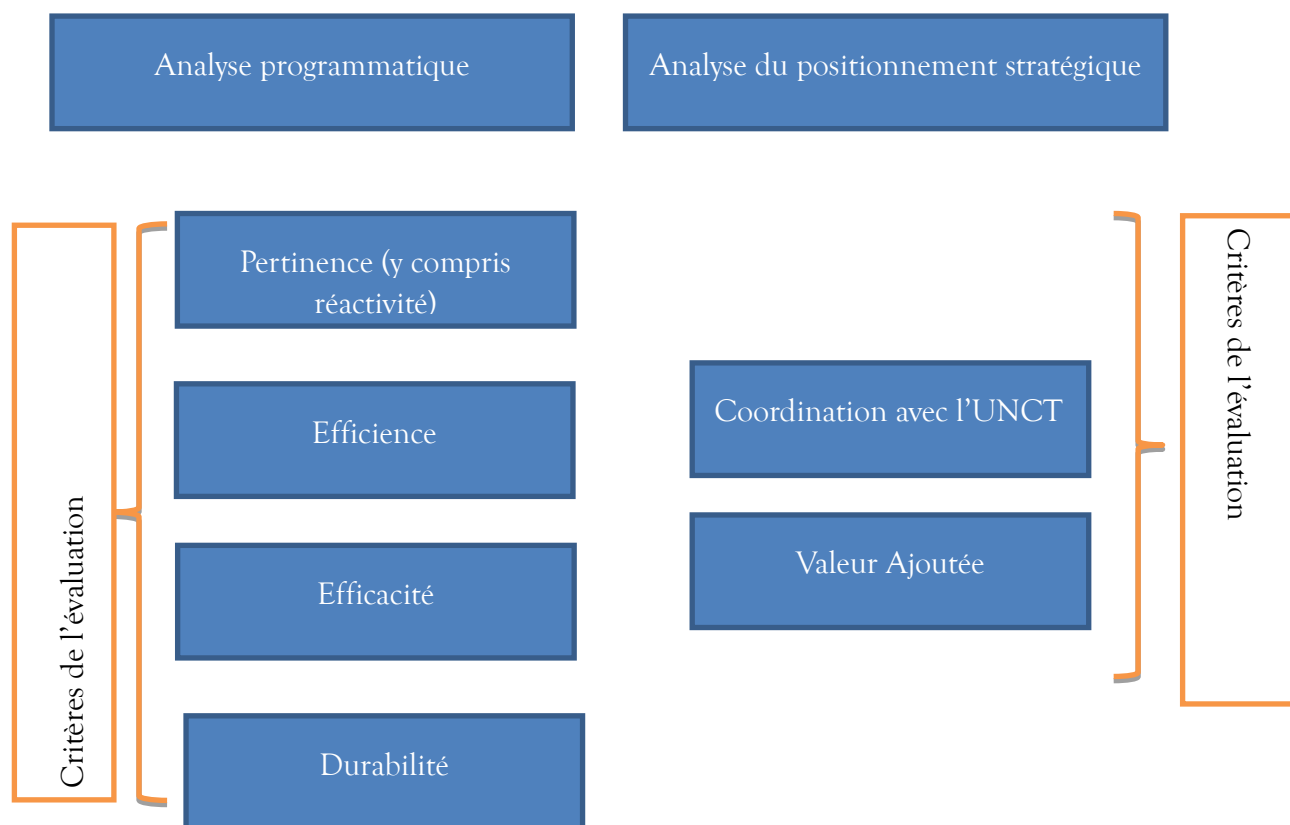 Analyse programmatique
Analyse du positionnement stratégique
Critères de l'évaluation
Pertinence (y compris
réactivité)
Efficience
Efficacité
Durabilité
Coordination avec l'UNCT
Valeur Ajoutée
Critères de l'évaluation